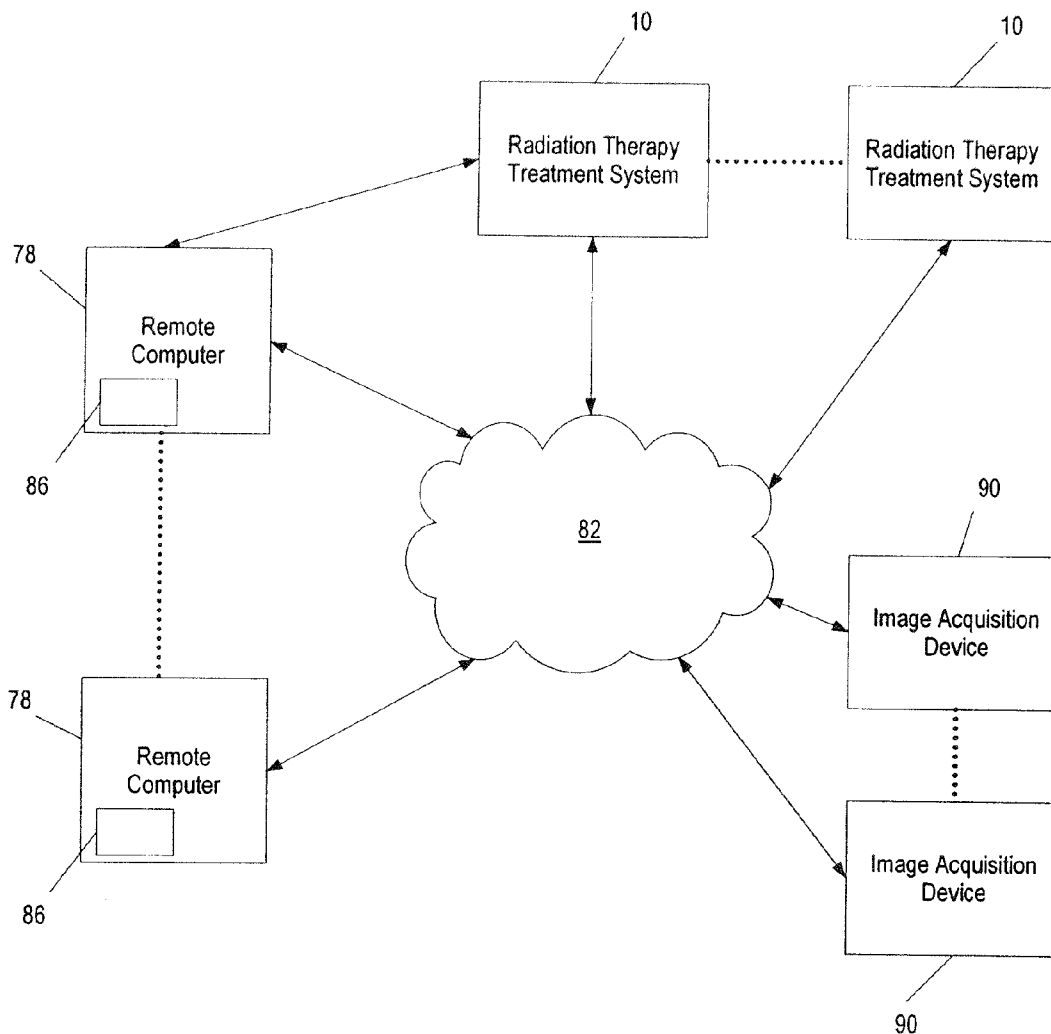 10
10
Radiation Therapy
Treatment System
Radiation Therapy
Treatment System
78
Remote
Computer
86
82
90
Image Acquisition
Device
78
Remote
Computer
86
Image Acquisition
Device
90